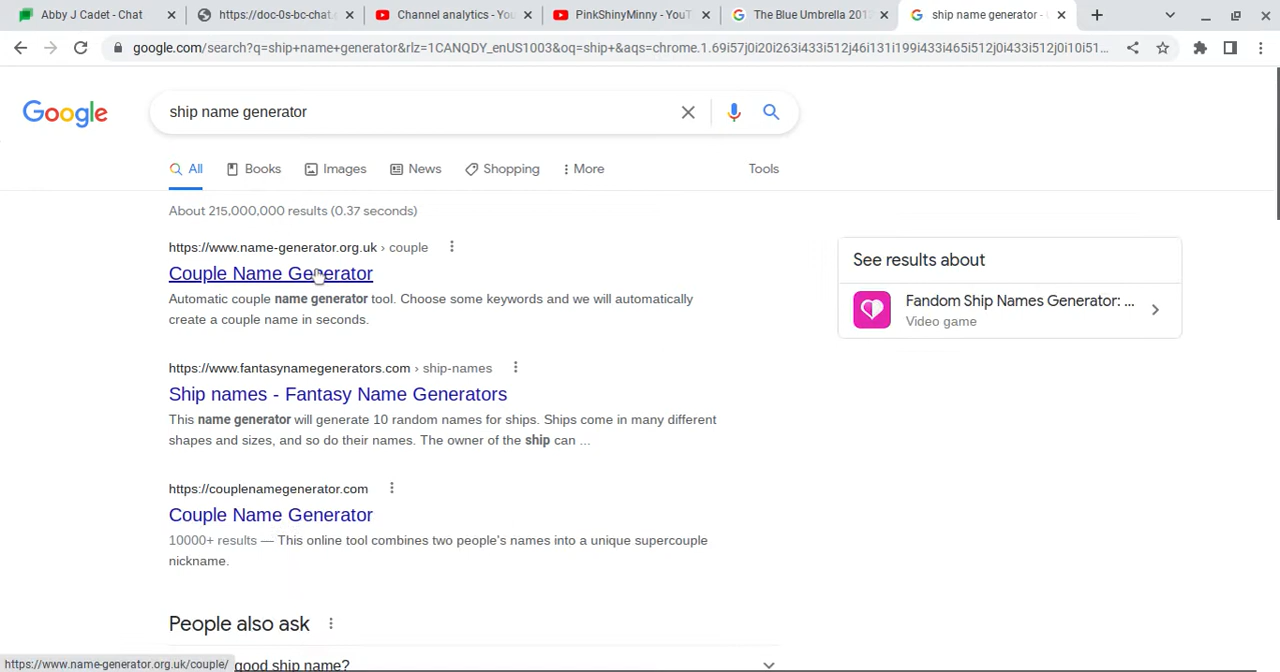 Abby J Cadet - Chat
https://doc-0s-bc-chat.
Channel analytics - You
PinkShinyMinny - YouT
The Blue Umbrella 201
ship name generator -
google.com/search?q=ship+name+generator&rlz=1CANQDY_enUS1003&oq=ship+&aqs=chrome.1.69i57j0i20i263i433i512j46i131i199i433i465i512j0i433i512j0i10i51...
Google
ship name generator
All
Books
Images
News
Shopping
More
Tools
About 215,000,000 results (0.37 seconds)
https://www.name-generator.org.uk › couple
Couple Name Generator
Automatic couple name generator tool. Choose some keywords and we will automatically
create a couple name in seconds.
https://www.fantasynamegenerators.com › ship-names
Ship names - Fantasy Name Generators
This name generator will generate 10 random names for ships. Ships come in many different
shapes and sizes, and so do their names. The owner of the ship can ...
https://couplenamegenerator.com
Couple Name Generator
10000+ results — This online tool combines two people's names into a unique supercouple
nickname.
People also ask
good ship name?
See results about
Fandom Ship Names Generator: ...
Video game
https://www.name-generator.org.uk/couple/